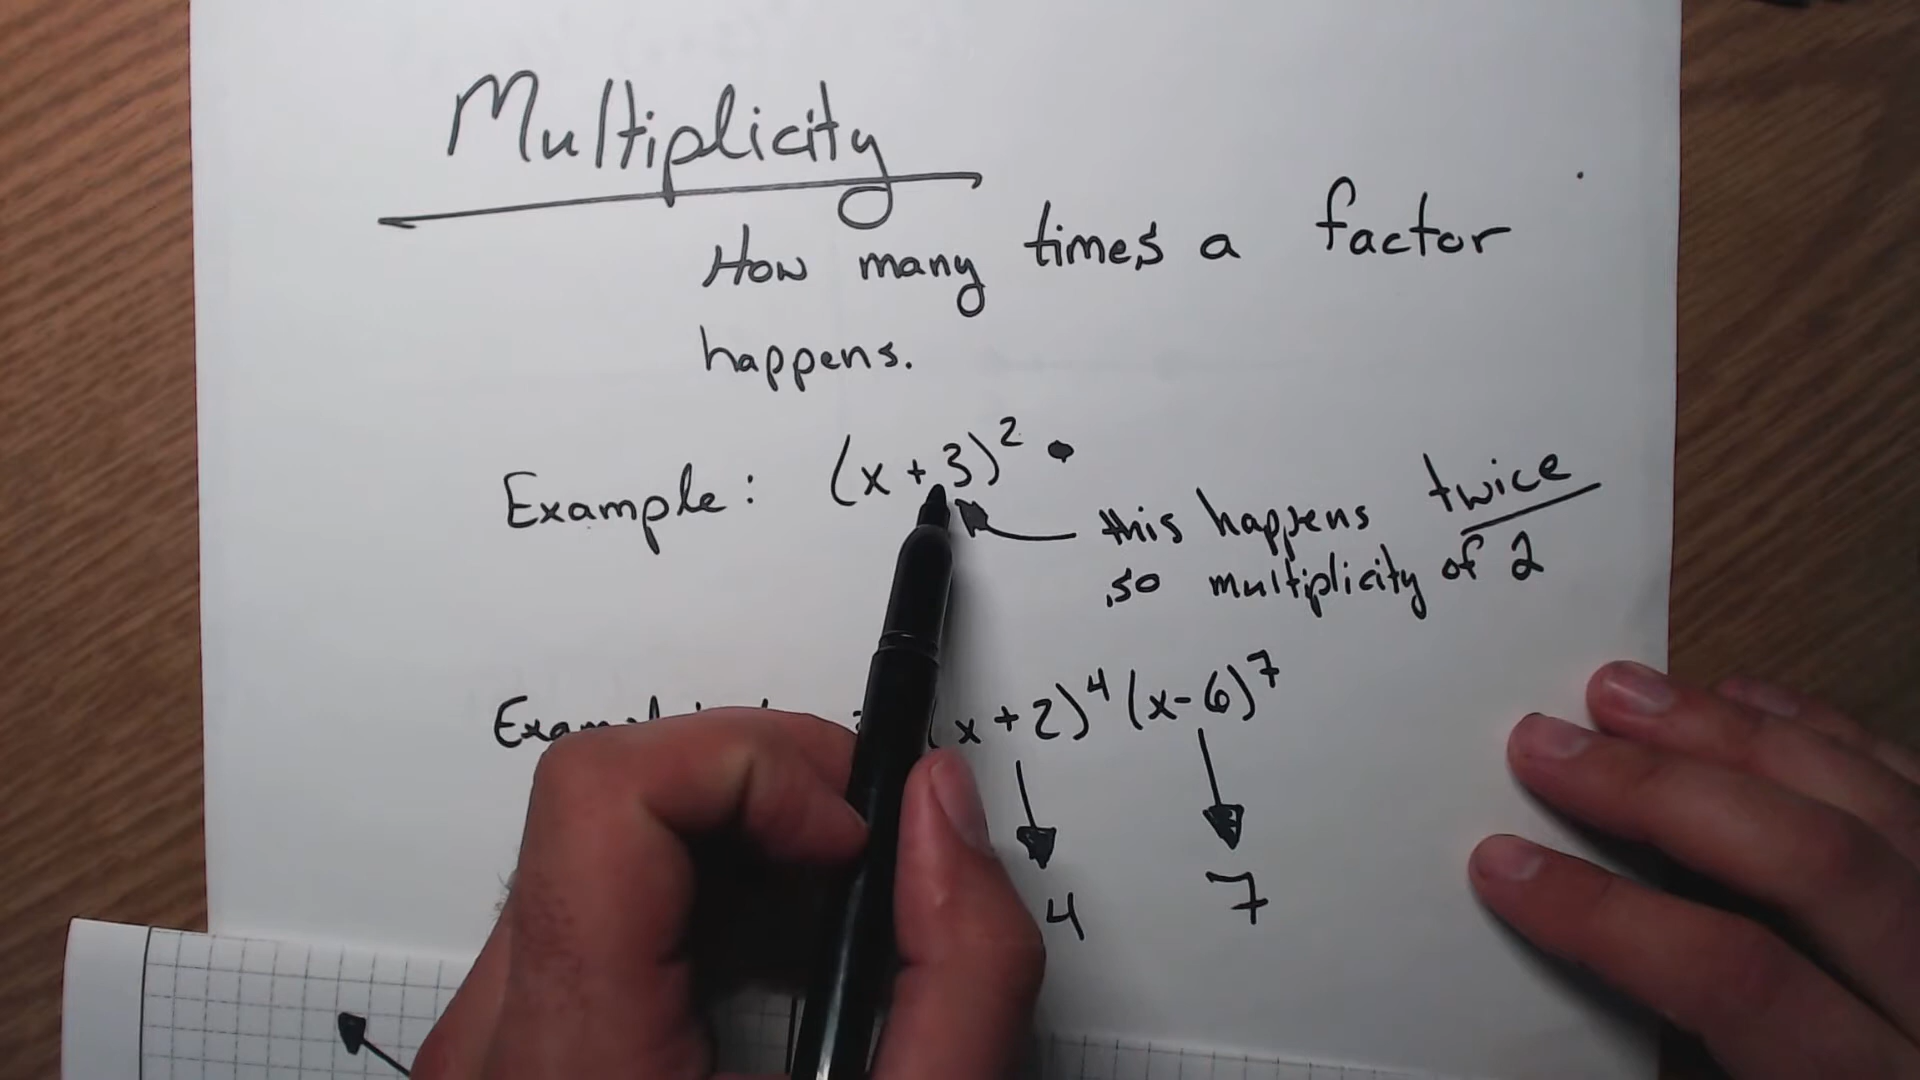 Multiplicity
How many times a factor
happens.
Example: (x+3)²
this happens twice
so multiplicity of 2
(x+2)⁴(x-6)⁷
4 7